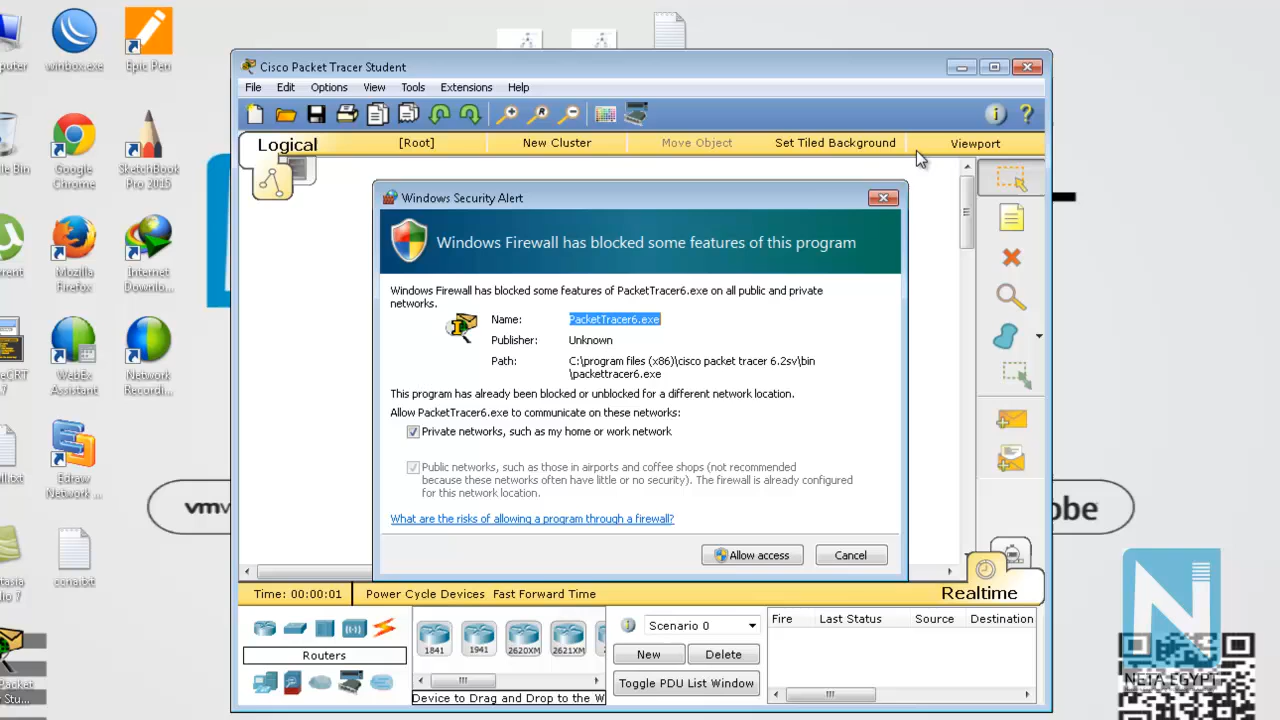 puter
winbox.exe
Epic Pen
Bin
Google
Chrome
SketchBook
Pro 2015
Mozilla
Firefox
Internet
Downlo...
WebEx
Assistant
Network
Recordi...
Edraw
Network ...
ccna.txt
Packet
Stu...
Cisco Packet Tracer Student
File Edit Options View Tools Extensions Help
Logical [Root] New Cluster Move Object Set Tiled Background Viewport
Windows Security Alert
Windows Firewall has blocked some features of this program
Windows Firewall has blocked some features of PacketTracer6.exe on all public and private
networks.
Name: PacketTracer6.exe
Publisher: Unknown
Path: C:\program files (x86)\cisco packet tracer 6.2sv\bin
\packettracer6.exe
This program has already been blocked or unblocked for a different network location.
Allow PacketTracer6.exe to communicate on these networks:
Private networks, such as my home or work network
Public networks, such as those in airports and coffee shops (not recommended
because these networks often have little or no security). The firewall is already configured
for this network location.
What are the risks of allowing a program through a firewall?
Allow access Cancel
Time: 00:00:01 Power Cycle Devices Fast Forward Time Realtime
Routers
1841 1941 2620XM 2621XM
Device to Drag and Drop to the W
Scenario 0
New Delete
Toggle PDU List Window
Fire Last Status Source Destination
N
NETA EGYPT